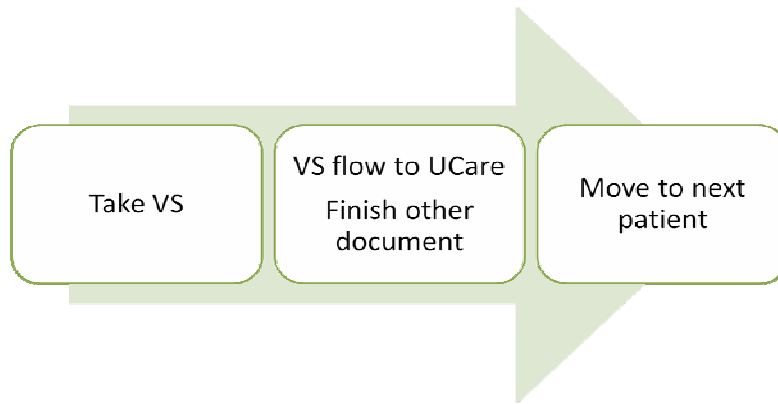 Take VS
VS flow to UCare
Finish other
document
Move to next
patient